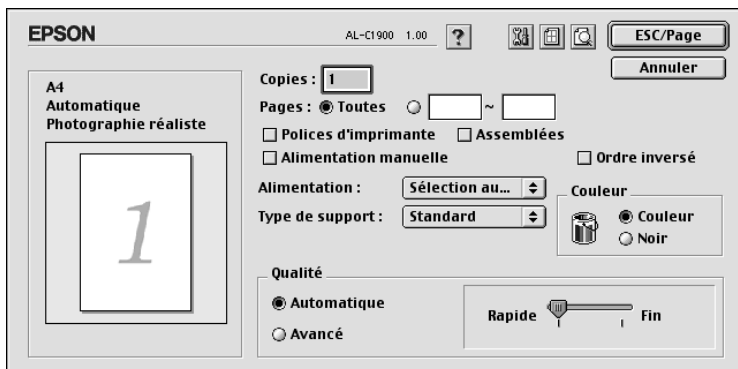 EPSON
AL-C1900 1.00
?
ESC/Page
Annuler
A4
Automatique
Photographie réaliste
1
Copies : 1
Pages : Toutes ~
Polices d'imprimante Assemblées
Alimentation manuelle Ordre inversé
Alimentation : Sélection au...
Type de support : Standard
Couleur
Couleur
Noir
Qualité
Automatique
Avancé
Rapide Fin